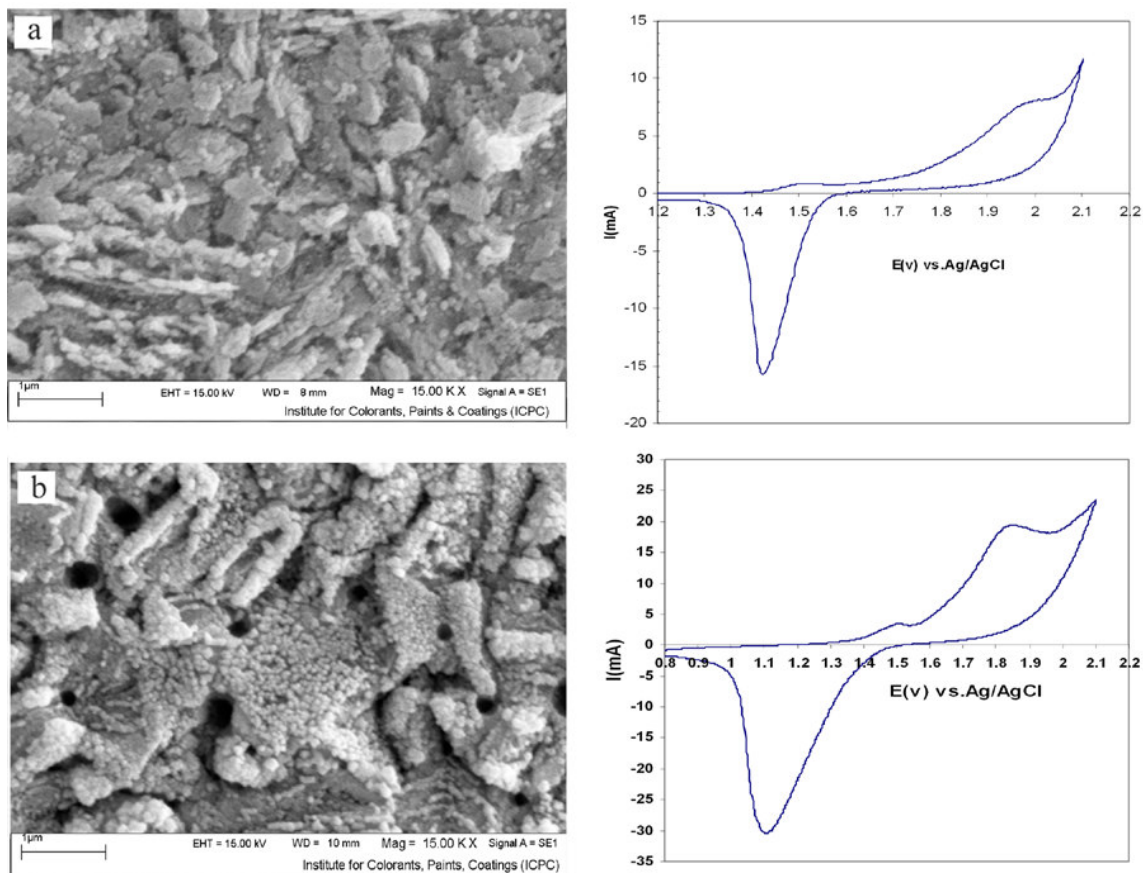 a
1µm
EHT = 15.00 kV WD = 8 mm Mag = 15.00 K X Signal A = SE1
Institute for Colorants, Paints & Coatings (ICPC)
15
10
5
0
-5
-10
-15
-20
I(mA)
1.2 1.3 1.4 1.5 1.6 1.7 1.8 1.9 2 2.1 2.2
E(v) vs.Ag/AgCl
b
1µm
EHT = 15.00 kV WD = 10 mm Mag = 15.00 K X Signal A = SE1
Institute for Colorants, Paints, Coatings (ICPC)
30
25
20
15
10
5
0
-5
-10
-15
-20
-25
-30
-35
I(mA)
0.8 0.9 1 1.1 1.2 1.3 1.4 1.5 1.6 1.7 1.8 1.9 2 2.1 2.2
E(v) vs.Ag/AgCl